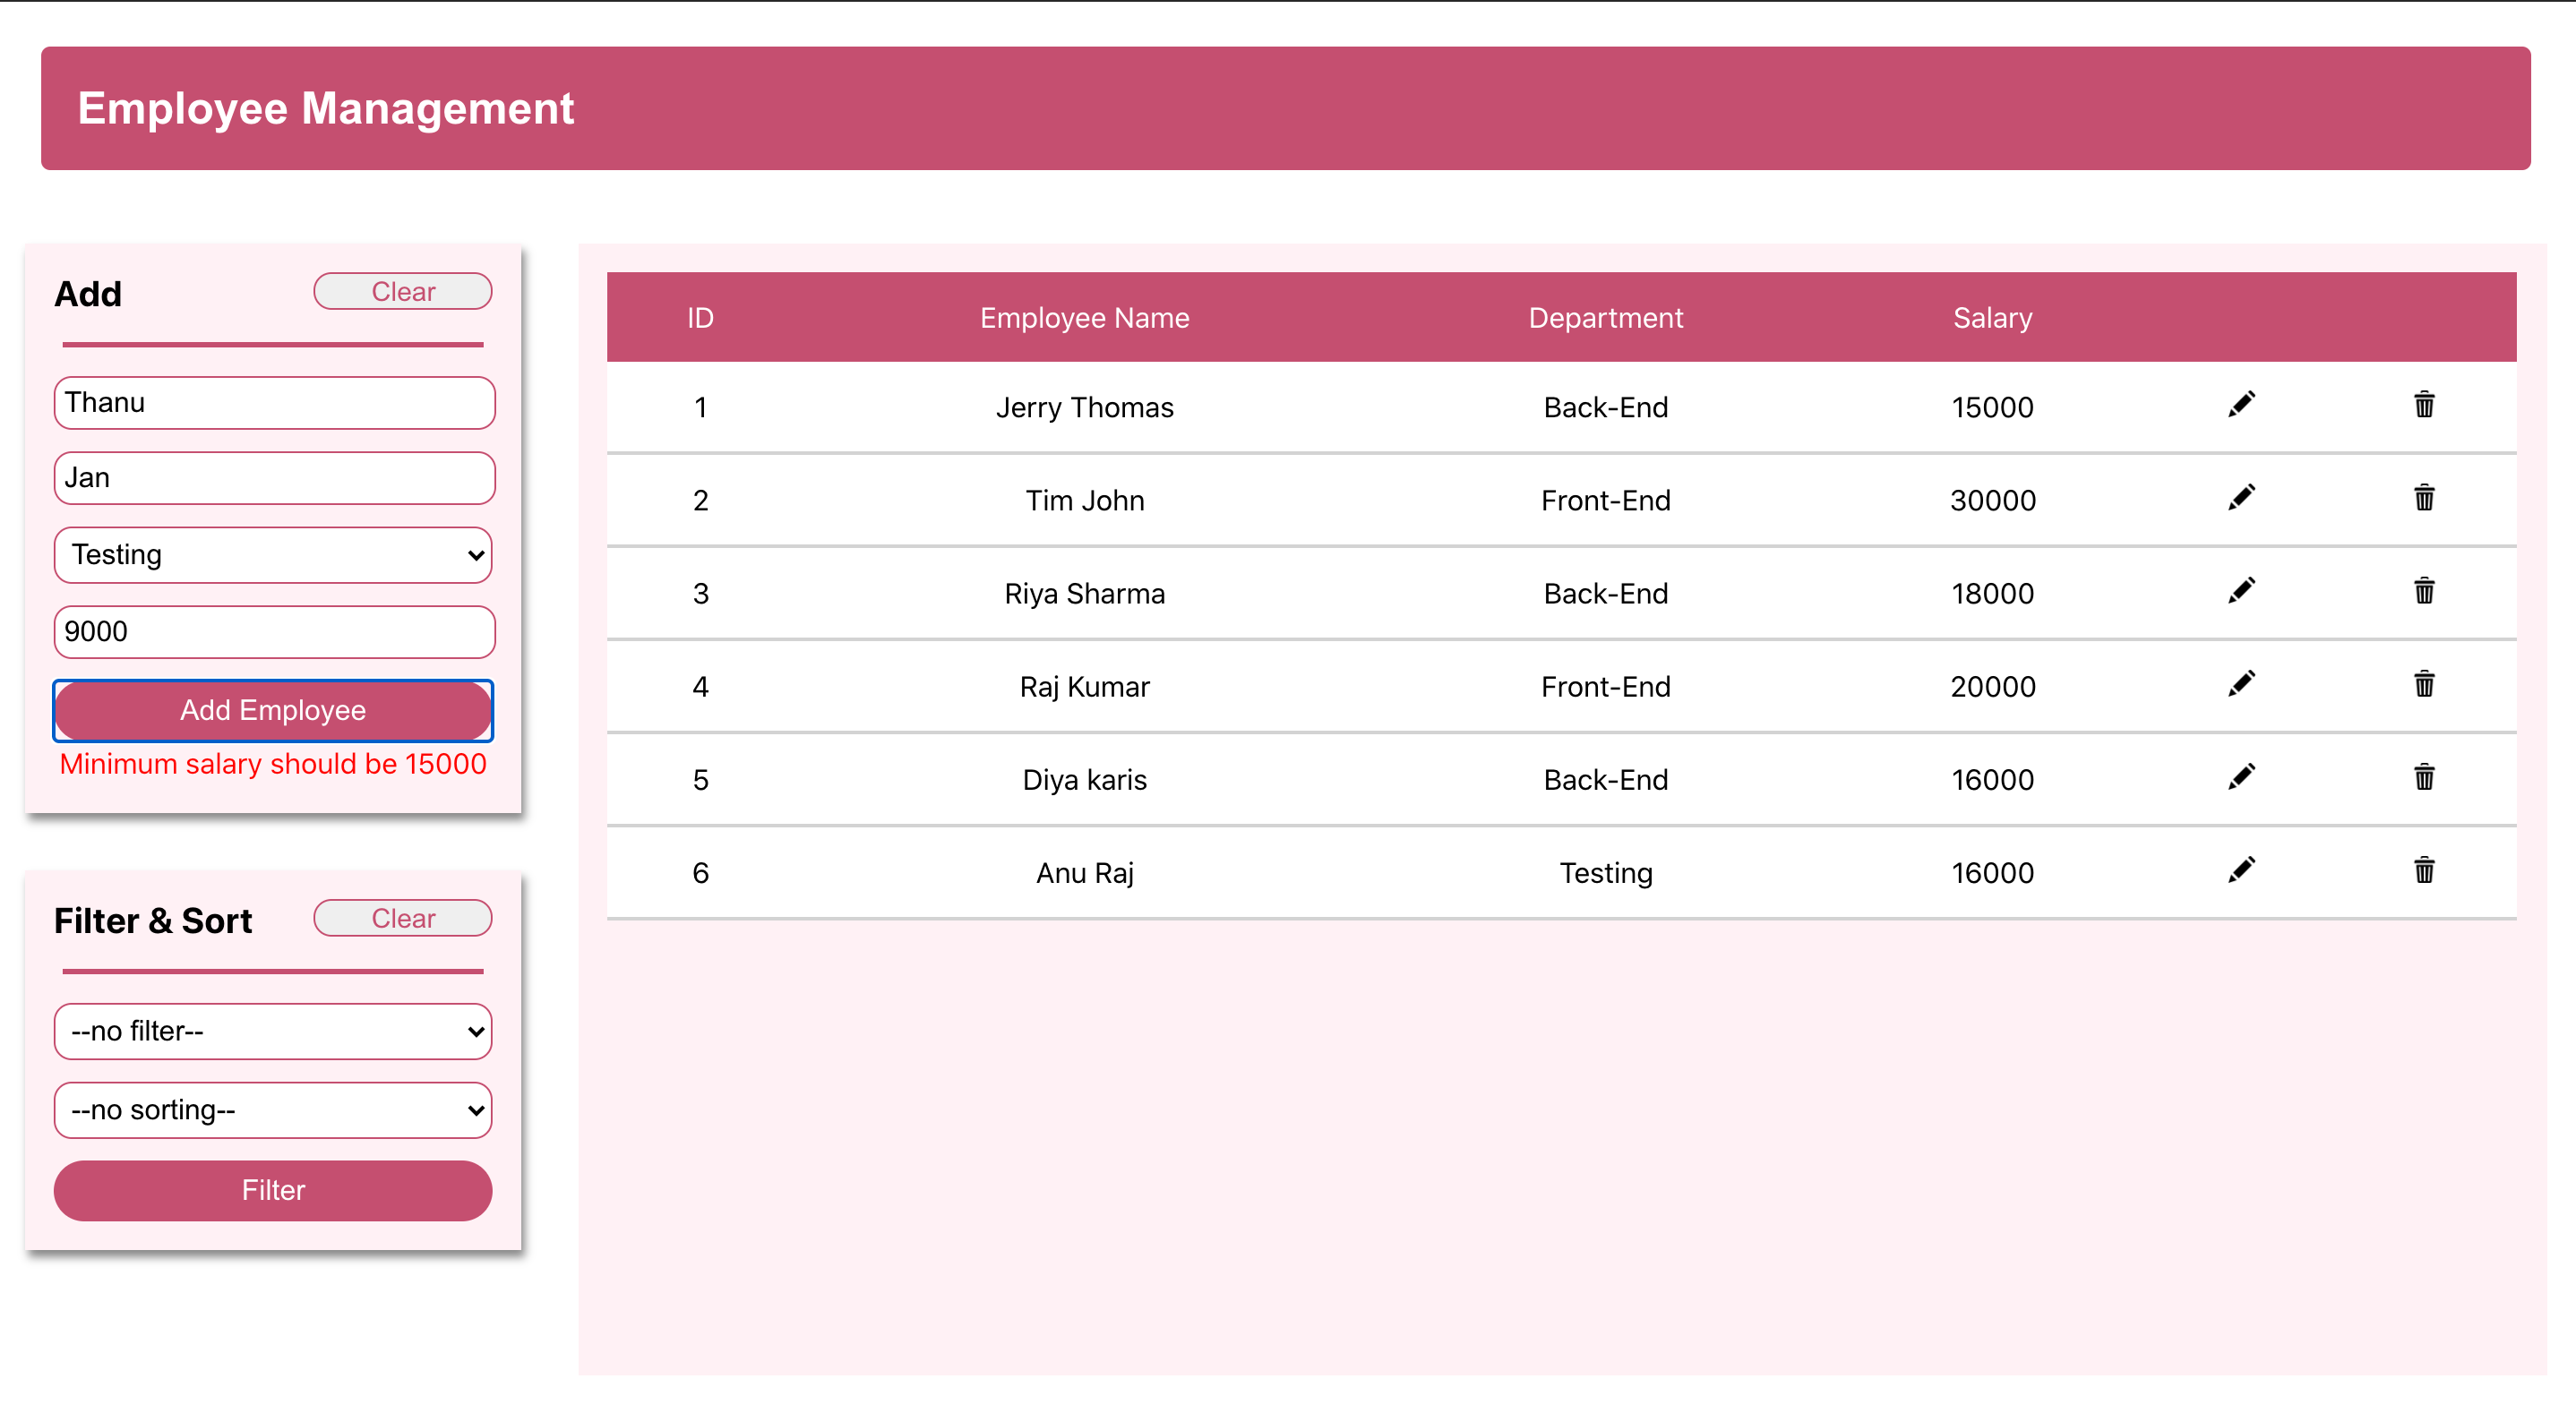 Employee Management
Add Clear
Thanu
Jan
Testing
9000
Add Employee
Minimum salary should be 15000
Filter & Sort Clear
--no filter--
--no sorting--
Filter
ID Employee Name Department Salary
1 Jerry Thomas Back-End 15000
2 Tim John Front-End 30000
3 Riya Sharma Back-End 18000
4 Raj Kumar Front-End 20000
5 Diya karis Back-End 16000
6 Anu Raj Testing 16000